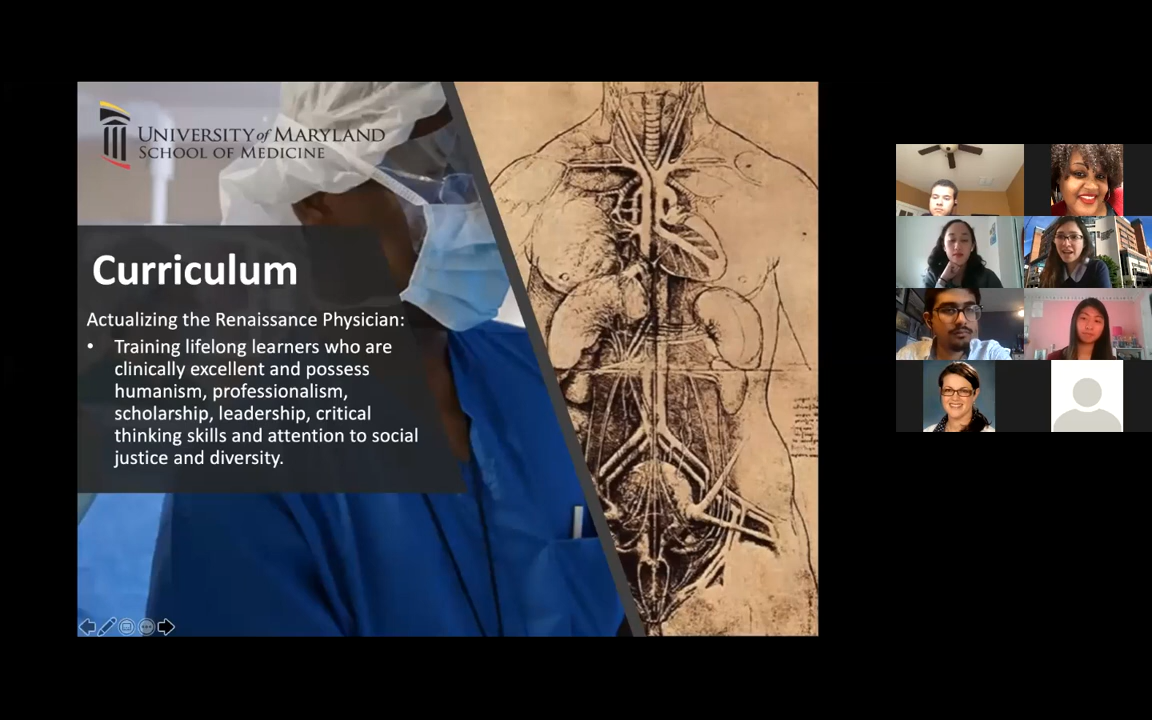 UNIVERSITY of MARYLAND
SCHOOL OF MEDICINE
Curriculum
Actualizing the Renaissance Physician:
• Training lifelong learners who are
clinically excellent and possess
humanism, professionalism,
scholarship, leadership, critical
thinking skills and attention to social
justice and diversity.